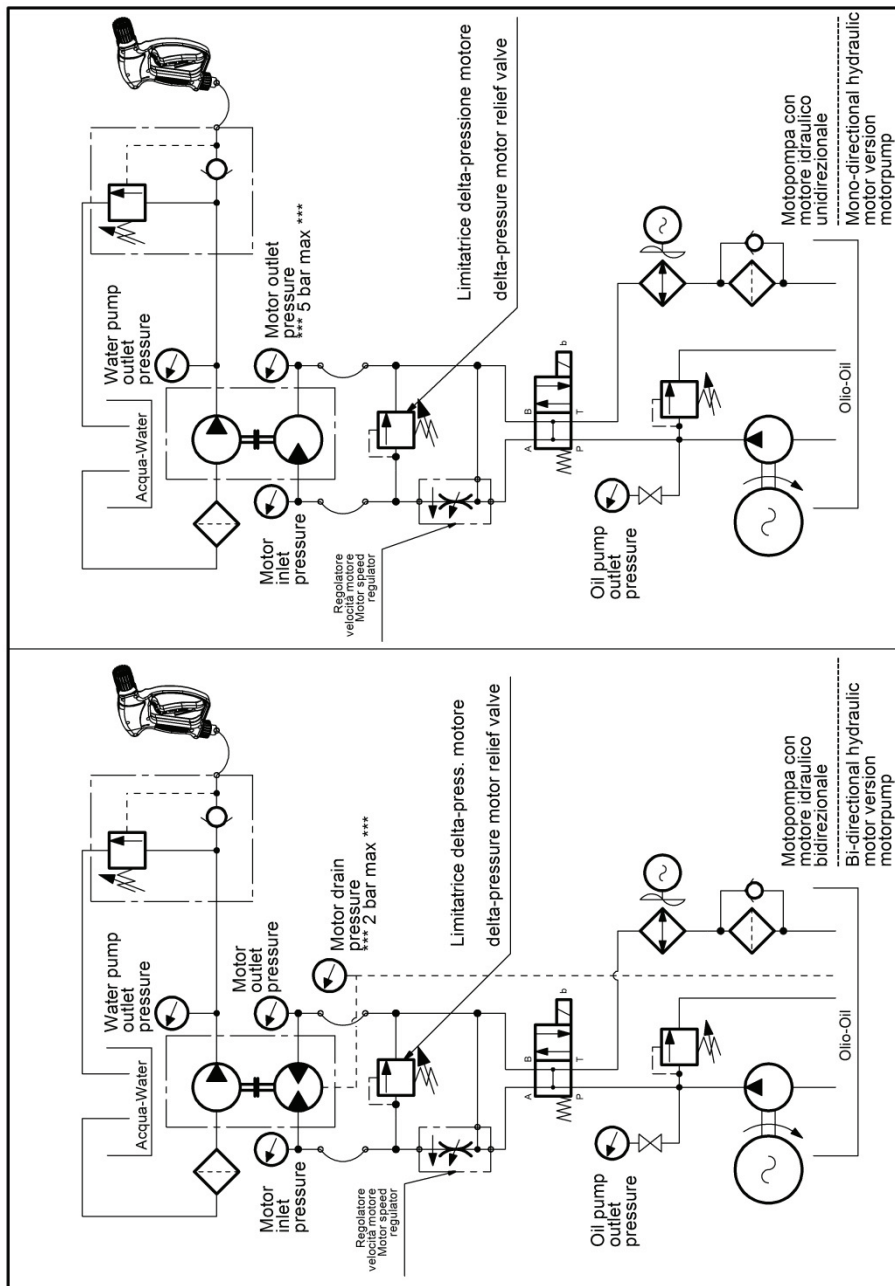 Acqua-Water
Water pump
outlet
pressure
Motor
inlet
pressure
Motor
outlet
pressure
Motor drain
pressure
*** 2 bar max ***
Regolatore
velocità motore
Motor speed
regulator
Limitatrice delta-press. motore
delta-pressure motor relief valve
A
B
P
T
b
Oil pump
outlet
pressure
Olio-Oil
Motopompa con
motore idraulico
bidirezionale
Bi-directional hydraulic
motor version
motorpump
Acqua-Water
Water pump
outlet
pressure
Motor
inlet
pressure
Motor outlet
pressure
*** 5 bar max ***
Regolatore
velocità motore
Motor speed
regulator
Limitatrice delta-pressione motore
delta-pressure motor relief valve
A
B
P
T
b
Oil pump
outlet
pressure
Olio-Oil
Motopompa con
motore idraulico
unidirezionale
Mono-directional hydraulic
motor version
motorpump